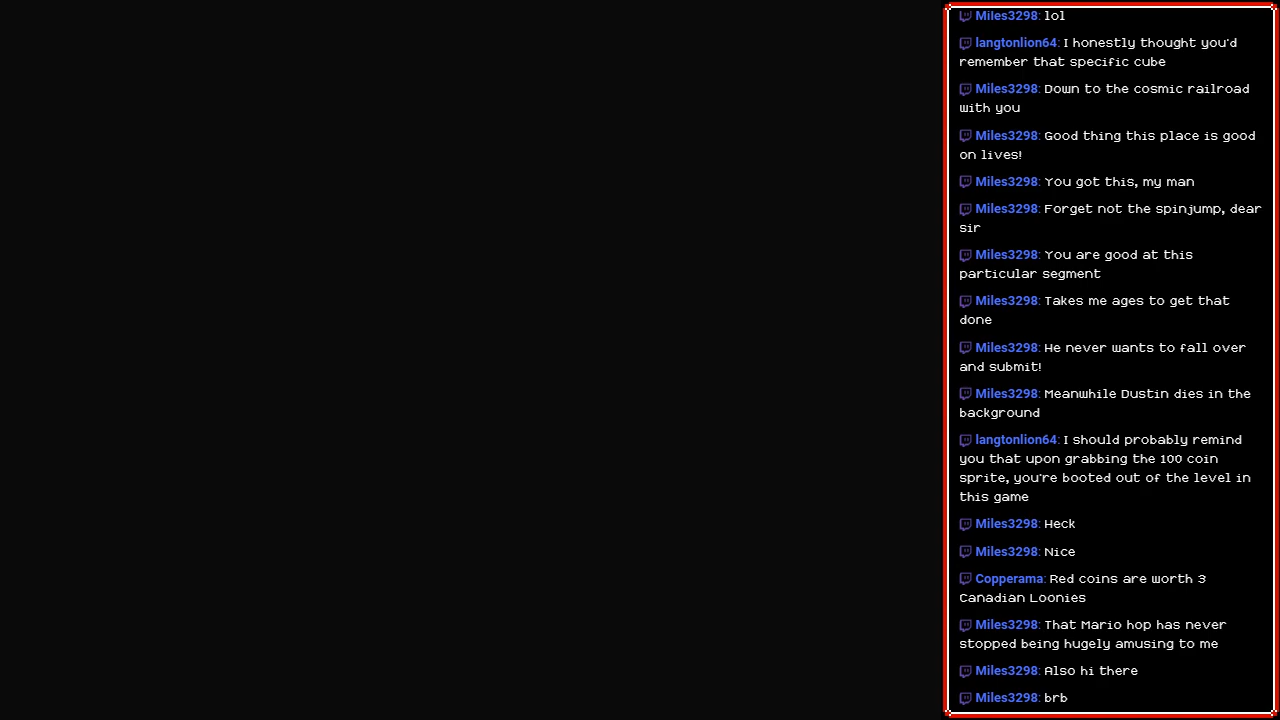 Miles3298: lol
langtonlion64: I honestly thought you'd
remember that specific cube
Miles3298: Down to the cosmic railroad
with you
Miles3298: Good thing this place is good
on lives!
Miles3298: You got this, my man
Miles3298: Forget not the spinjump, dear
sir
Miles3298: You are good at this
particular segment
Miles3298: Takes me ages to get that
done
Miles3298: He never wants to fall over
and submit!
Miles3298: Meanwhile Dustin dies in the
background
langtonlion64: I should probably remind
you that upon grabbing the 100 coin
sprite, you're booted out of the level in
this game
Miles3298: Heck
Miles3298: Nice
Copperama: Red coins are worth 3
Canadian Loonies
Miles3298: That Mario hop has never
stopped being hugely amusing to me
Miles3298: Also hi there
Miles3298: brb